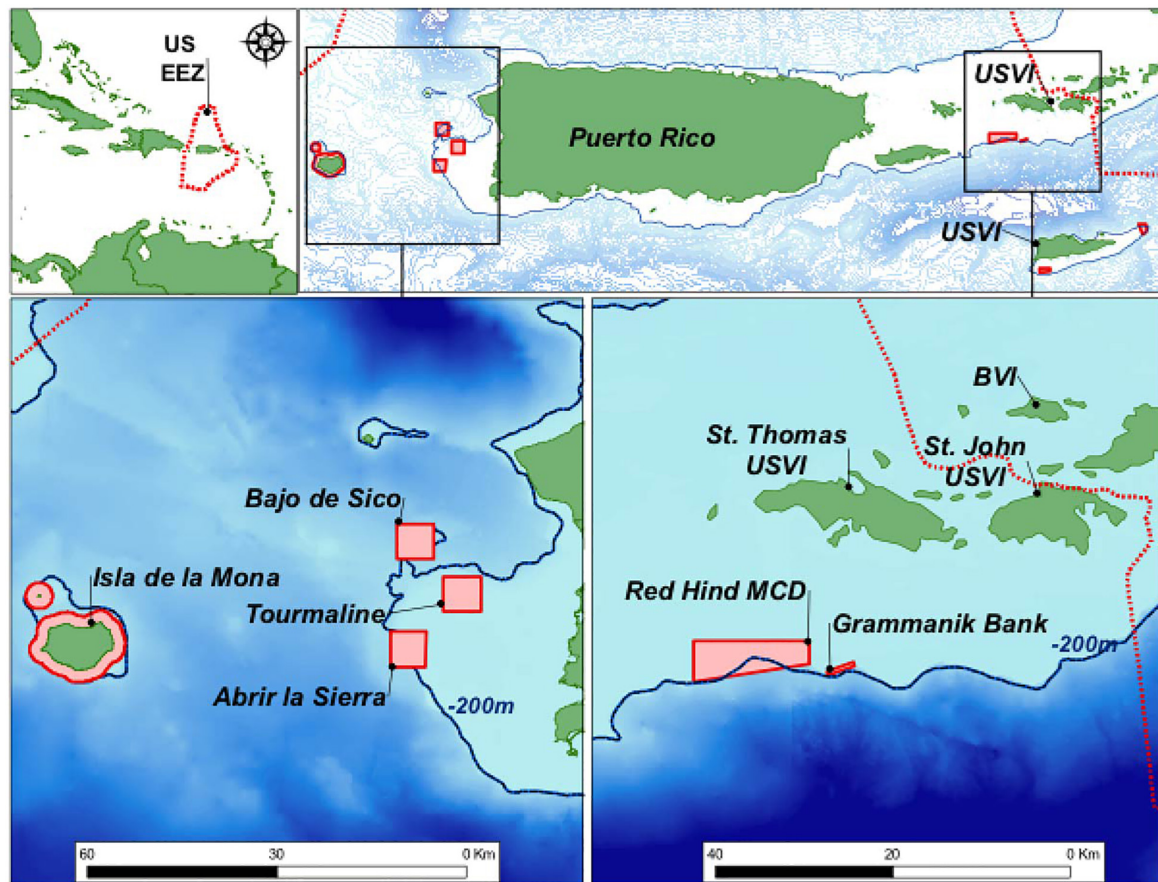 US
EEZ
Puerto Rico
USVI
USVI
Bajo de Sico
Isla de la Mona
Tourmaline
Abrir la Sierra
-200m
60 30 0 Km
BVI
St. Thomas
USVI
St. John
USVI
Red Hind MCD
Grammanik Bank
-200m
40 20 0 Km